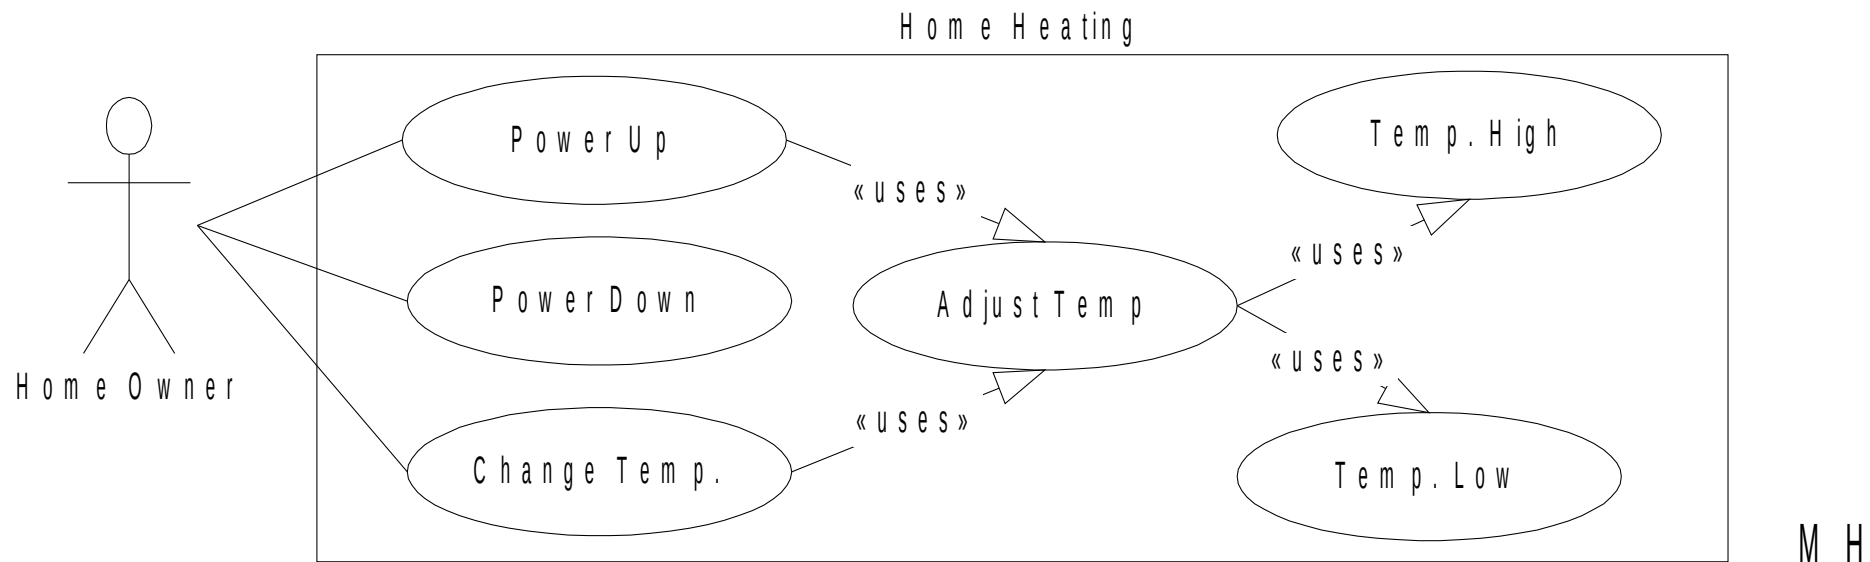 Home Heating
Power Up
Temp. High
«uses»
«uses»
Power Down
Adjust Temp
«uses»
Home Owner
«uses»
Change Temp.
Temp. Low
M H